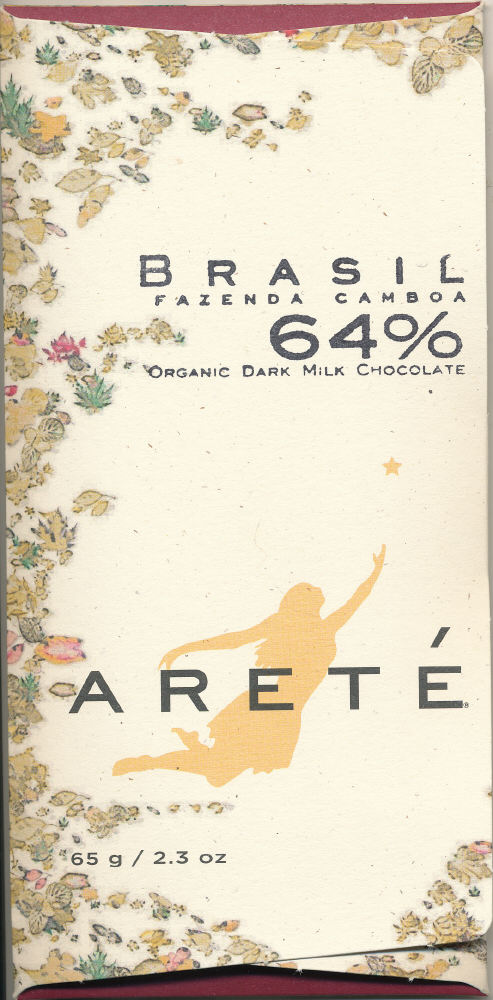 BRASIL
FAZENDA CAMBOA
64%
ORGANIC DARK MILK CHOCOLATE
ARETÉ®
65 g / 2.3 oz